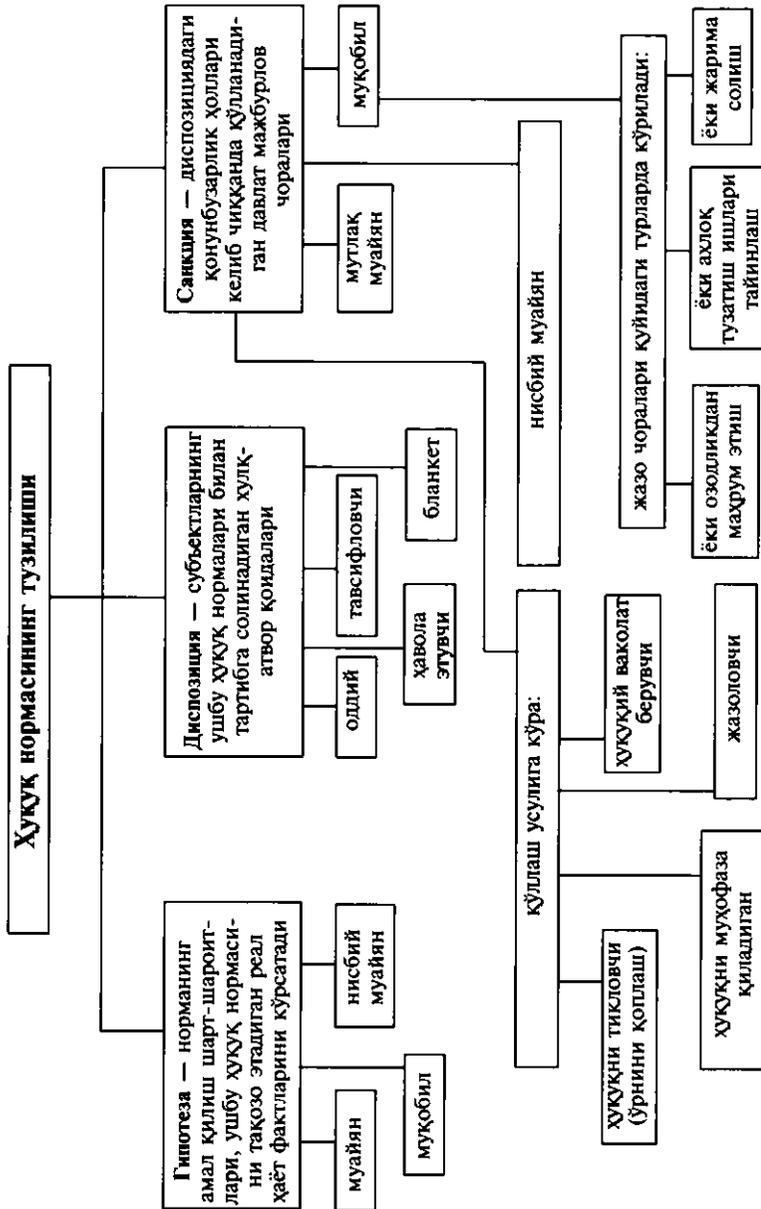 Ҳуқуқ нормасининг тузилиши
Гипотеза — норманинг
амал қилиш шарт-шароит-
лари, ушбу ҳуқуқ нормаси-
ни тақозо этадиган реал
ҳаёт фактларини кўрсатади
муайян
муқобил
нисбий
муайян
Диспозиция — субъектларнинг
ушбу ҳуқуқ нормалари билан
тартибга солинадиган хулқ-
атвор қоидалари
оддий
ҳавола
этувчи
тавсифловчи
бланкет
Санкция — диспозициядаги
қонунбузарлик ҳоллари
келиб чиққанда қўлланади-
ган давлат мажбурлов
чоралари
мутлақ
муайян
нисбий муайян
муқобил
қўллаш усулига кўра:
ҳуқуқни тикловчи
(ўрнини қоплаш)
ҳуқуқни муҳофаза
қиладиган
жазоловчи
ҳуқуқий ваколат
берувчи
жазо чоралари қуйидаги турларда кўрилади:
ёки озодликдан
маҳрум этиш
ёки ахлоқ
тузатиш ишлари
тайинлаш
ёки жарима
солиш